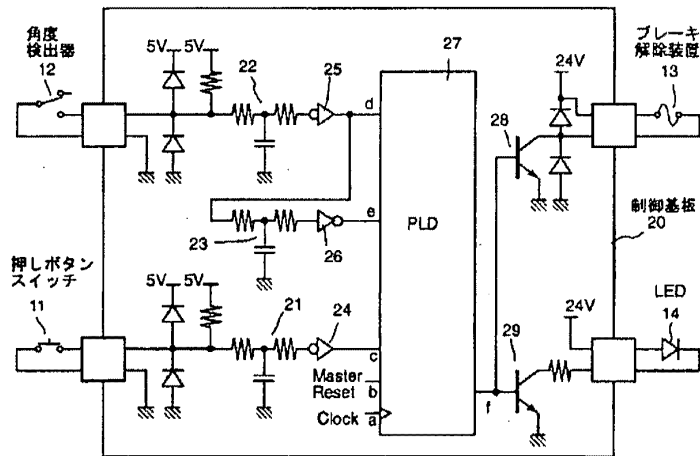 角度
検出器
12
5V 5V
22
25
d
27
24V
ブレーキ
解除装置
13
28
23
26
e
PLD
制御基板
20
押しボタン
スイッチ
11
5V 5V
21
24
c
Master
Reset
b
Clock
a
24V
LED
14
29
f